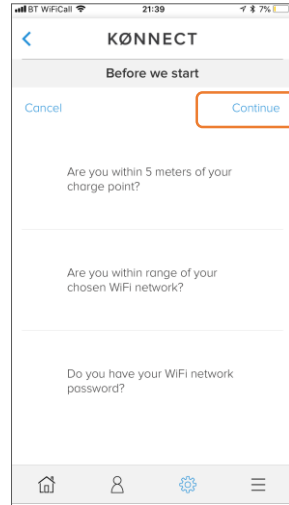 BT WiFiCall 21:39 7%
KØNNECT
Before we start
Cancel Continue
Are you within 5 meters of your
charge point?
Are you within range of your
chosen WiFi network?
Do you have your WiFi network
password?